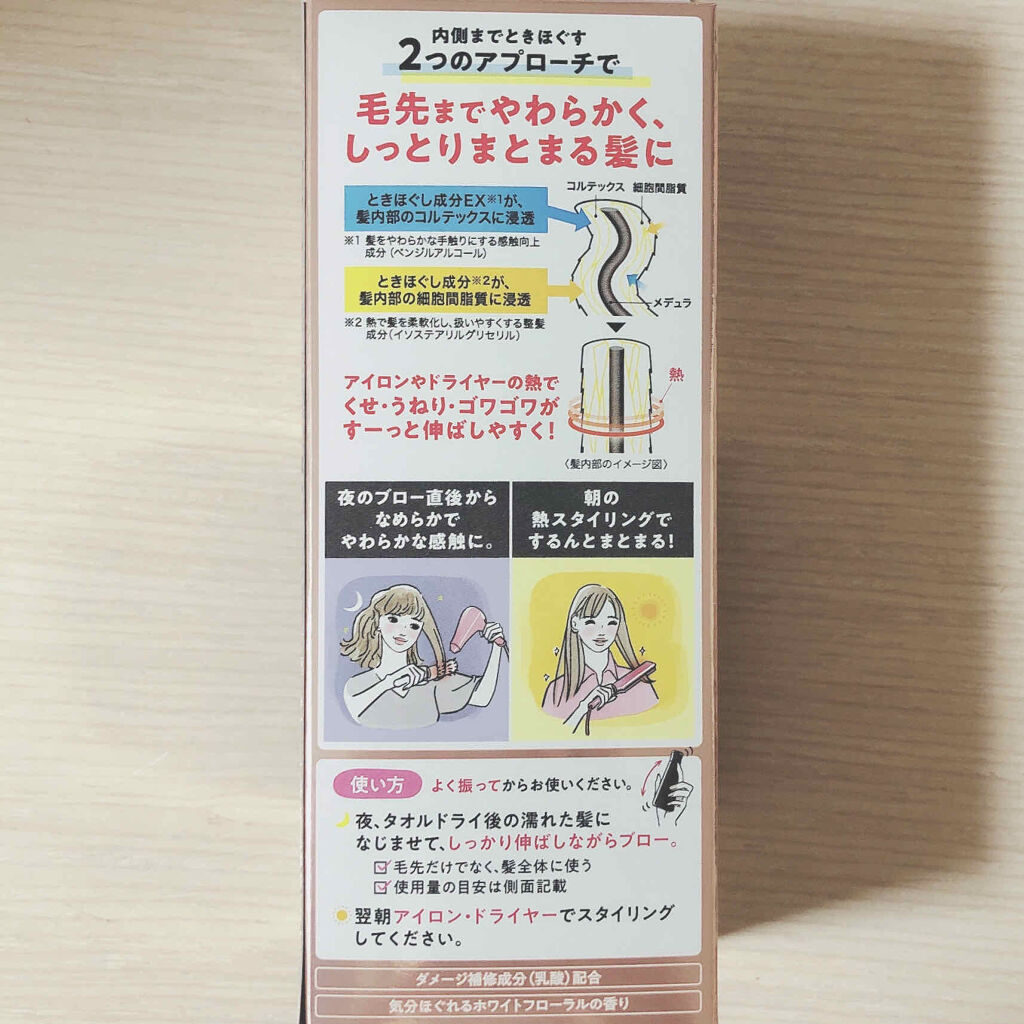 内側までときほぐす
2つのアプローチで
毛先までやわらかく、
しっとりまとまる髪に
コルテックス 細胞間脂質
ときほぐし成分EX※1が、
髪内部のコルテックスに浸透
※1 髪をやわらかな手触りにする感触向上
成分（ベンジルアルコール）
ときほぐし成分※2が、
髪内部の細胞間脂質に浸透
メデュラ
※2 熱で髪を柔軟化し、扱いやすくする整髪
成分（イソステアリルグリセリル）
熱
アイロンやドライヤーの熱で
くせ・うねり・ゴワゴワが
すーっと伸ばしやすく！
〈髪内部のイメージ図〉
夜のブロー直後から
なめらかで
やわらかな感触に。
朝の
熱スタイリングで
するんとまとまる！
使い方 よく振ってからお使いください。
夜、タオルドライ後の濡れた髪に
なじませて、しっかり伸ばしながらブロー。
毛先だけでなく、髪全体に使う
使用量の目安は側面記載
翌朝アイロン・ドライヤーでスタイリング
してください。
ダメージ補修成分（乳酸）配合
気分ほぐれるホワイトフローラルの香り